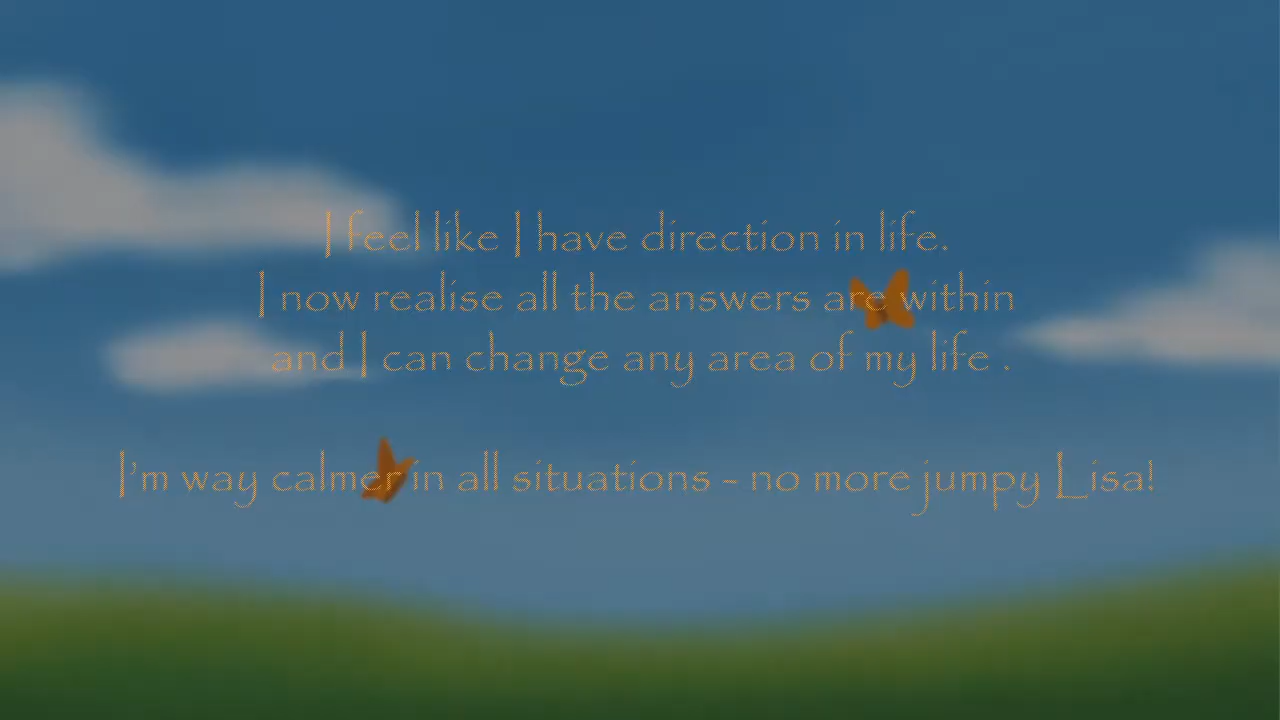 I feel like I have direction in life.
I now realise all the answers are within
and I can change any area of my life .
I'm way calmer in all situations - no more jumpy Lisa!